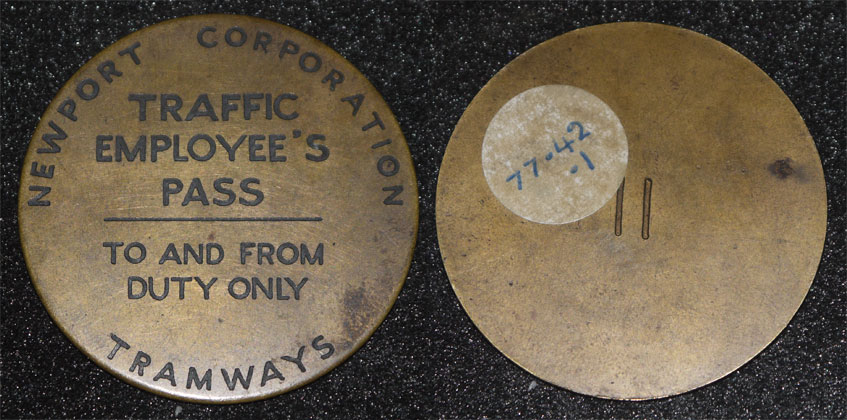 NEWPORT CORPORATION
TRAFFIC
EMPLOYEE'S
PASS
TO AND FROM
DUTY ONLY
TRAMWAYS
77.42
.1
11